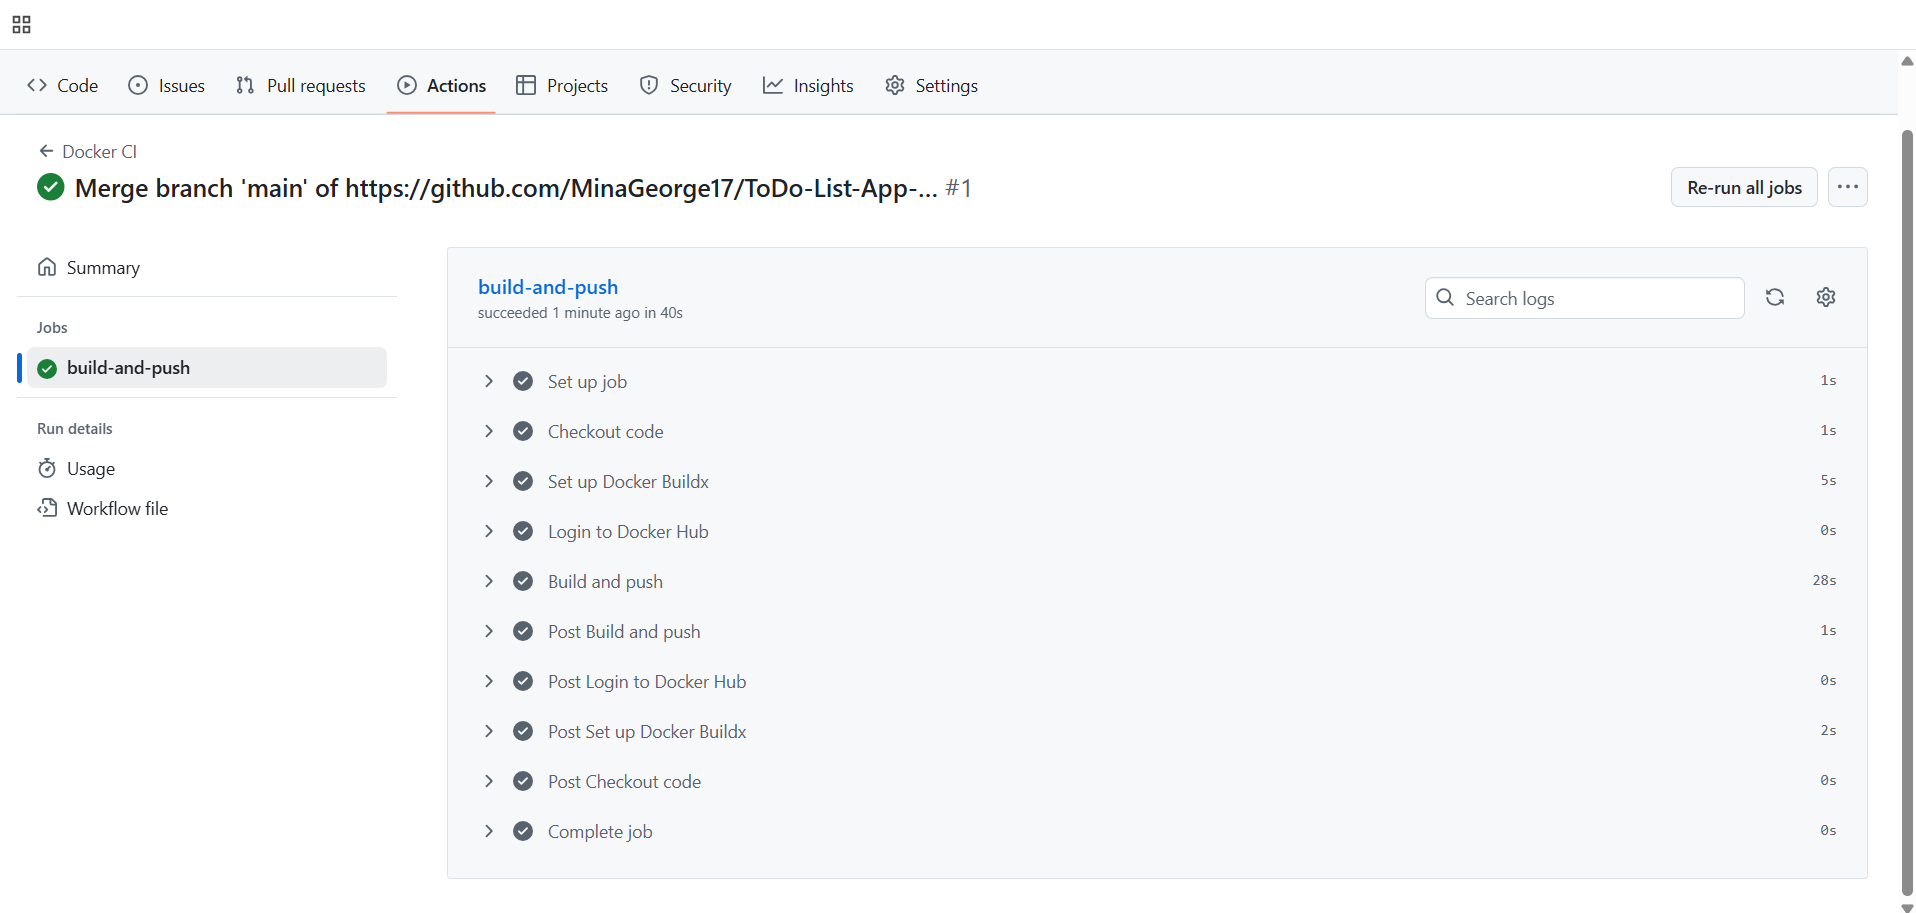 Code Issues Pull requests Actions Projects Security Insights Settings
Docker CI
Merge branch 'main' of https://github.com/MinaGeorge17/ToDo-List-App-... #1
Re-run all jobs
Summary
Jobs
build-and-push
Run details
Usage
Workflow file
build-and-push
succeeded 1 minute ago in 40s
Search logs
Set up job 1s
Checkout code 1s
Set up Docker Buildx 5s
Login to Docker Hub 0s
Build and push 28s
Post Build and push 1s
Post Login to Docker Hub 0s
Post Set up Docker Buildx 2s
Post Checkout code 0s
Complete job 0s